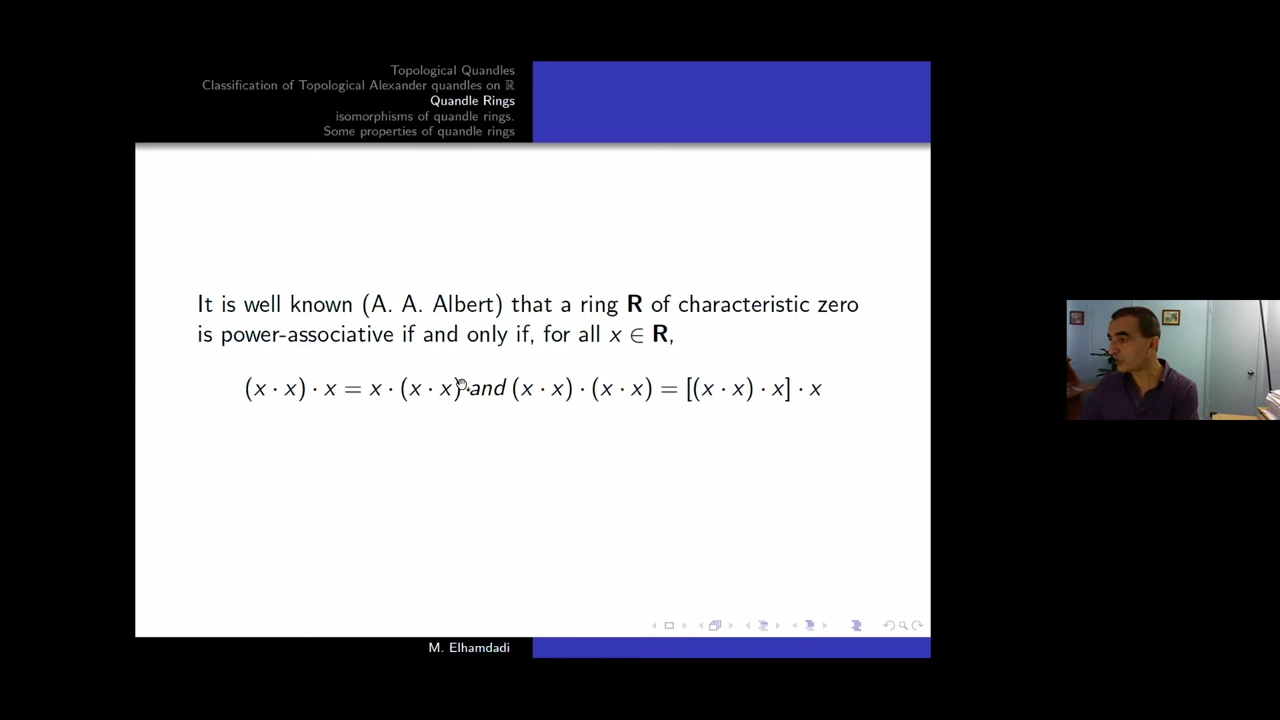 Topological Quandles
Classification of Topological Alexander quandles on ℝ
Quandle Rings
isomorphisms of quandle rings.
Some properties of quandle rings
It is well known (A. A. Albert) that a ring R of characteristic zero
is power-associative if and only if, for all x ∈ R,
(x · x) · x = x · (x · x) and (x · x) · (x · x) = [(x · x) · x] · x
M. Elhamdadi